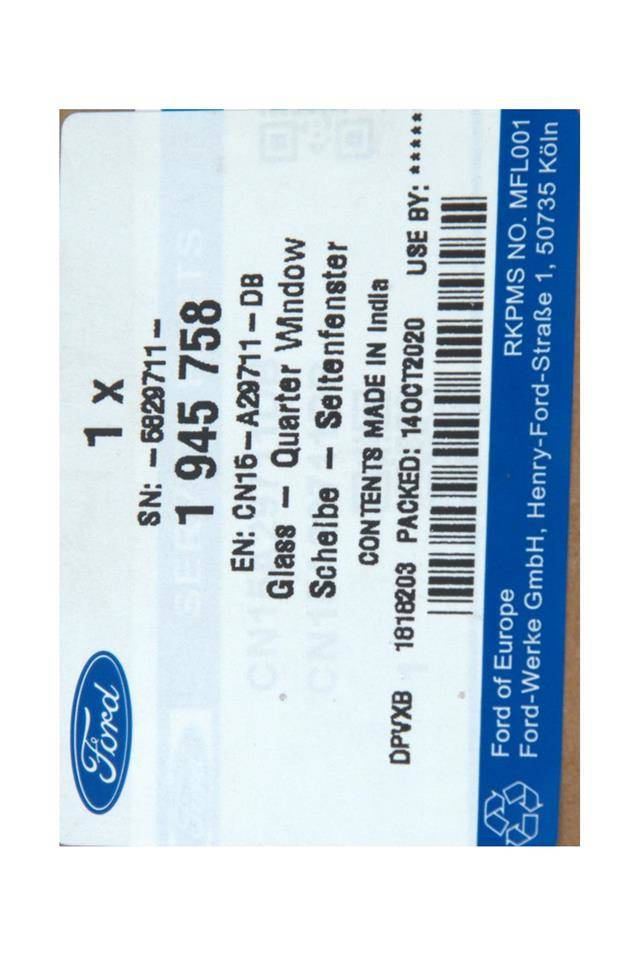 Ford
1 x
SN: -5829711-
1 945 758
EN: CN15-A29711-DB
Glass - Quarter Window
Scheibe - Seitenfenster
CONTENTS MADE IN India
DPVXB 1818203 PACKED: 14OCT2020 USE BY: *****
Ford of Europe RKPMS NO. MFL001
Ford-Werke GmbH, Henry-Ford-Straße 1, 50735 Köln